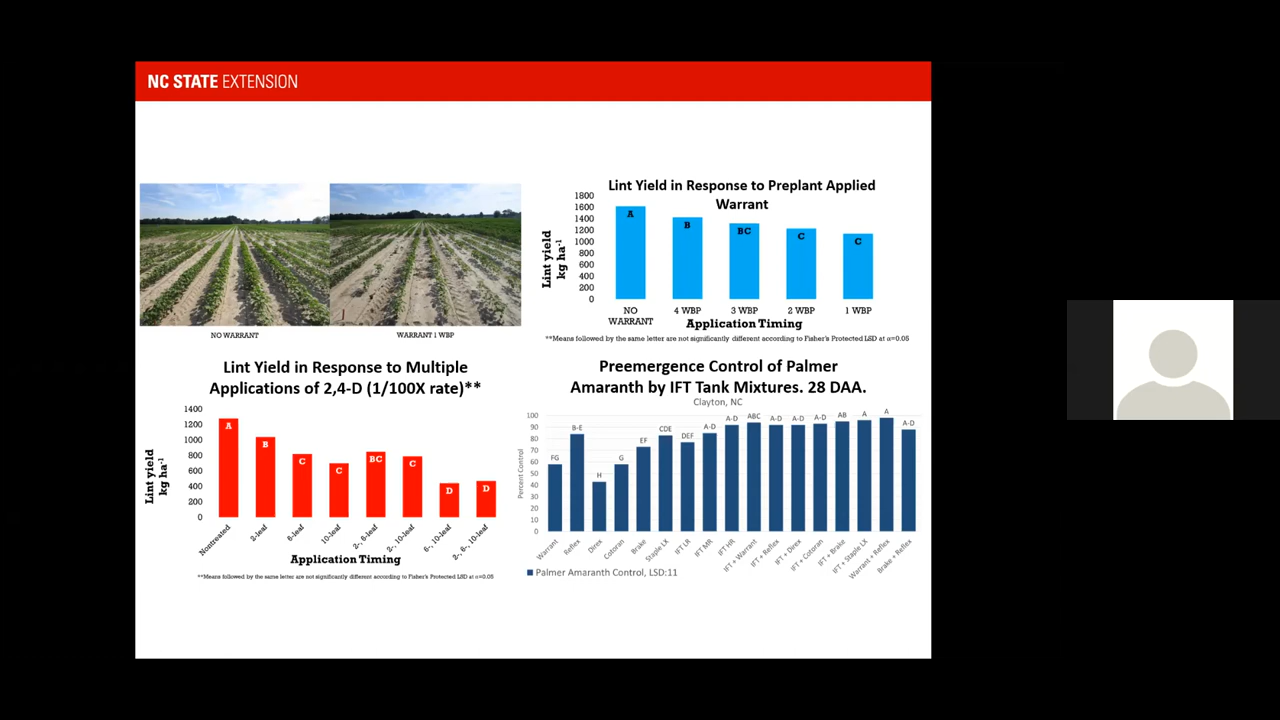 NC STATE EXTENSION
NO WARRANT
WARRANT 1 WBP
Lint Yield in Response to Preplant Applied
Warrant
Lint yield
kg ha-1
1800
1600
1400
1200
1000
800
600
400
200
0
A
B
BC
C
C
NO
WARRANT
4 WBP
3 WBP
2 WBP
1 WBP
Application Timing
**Means followed by the same letter are not significantly different according to Fisher's Protected LSD at α=0.05
Lint Yield in Response to Multiple
Applications of 2,4-D (1/100X rate)**
Lint yield
kg ha-1
1400
1200
1000
800
600
400
200
0
A
B
C
C
BC
C
D
D
Nontreated
2-leaf
6-leaf
10-leaf
2-, 6-leaf
2-, 10-leaf
6-, 10-leaf
2-, 6-, 10-leaf
Application Timing
**Means followed by the same letter are not significantly different according to Fisher's Protected LSD at α=0.05
Preemergence Control of Palmer
Amaranth by IFT Tank Mixtures. 28 DAA.
Clayton, NC
Percent Control
100
90
80
70
60
50
40
30
20
10
0
FG
B-E
H
G
EF
CDE
DEF
A-D
A-D
ABC
A-D
A-D
A-D
AB
A
A
A-D
Warrant
Reflex
Direx
Cotoran
Brake
Staple LX
IFT LR
IFT MR
IFT HR
IFT + Warrant
IFT + Reflex
IFT + Direx
IFT + Cotoran
IFT + Brake
IFT + Staple LX
Warrant + Reflex
Brake + Reflex
Palmer Amaranth Control, LSD:11